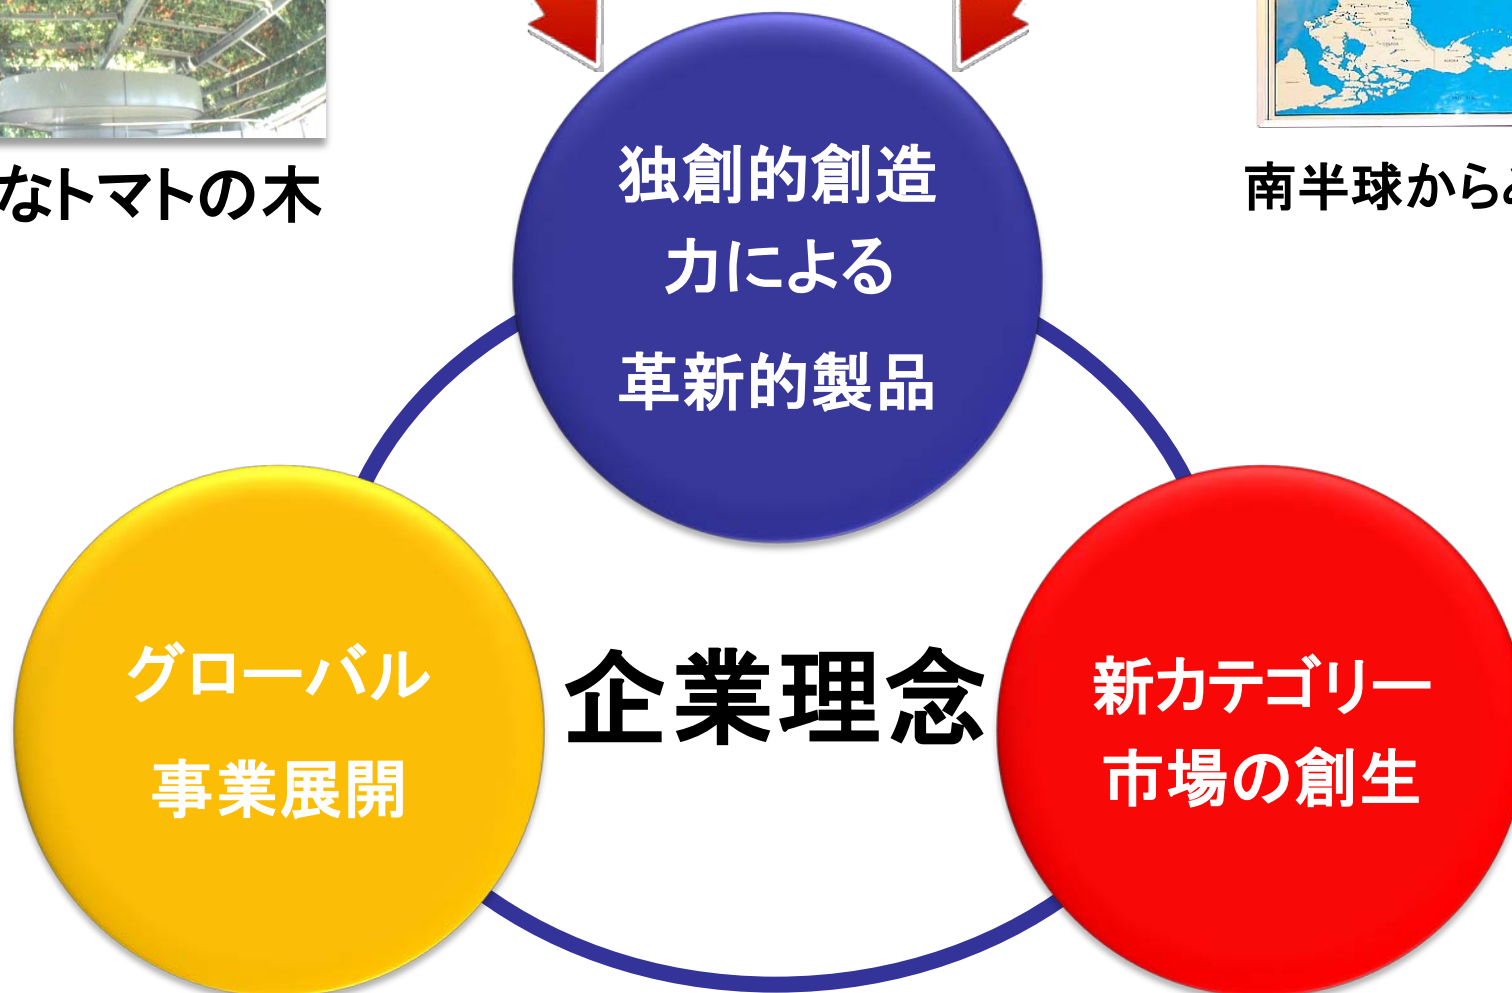 なトマトの木
南半球から
独創的創造
力による
革新的製品
グローバル
事業展開
企業理念
新カテゴリー
市場の創生